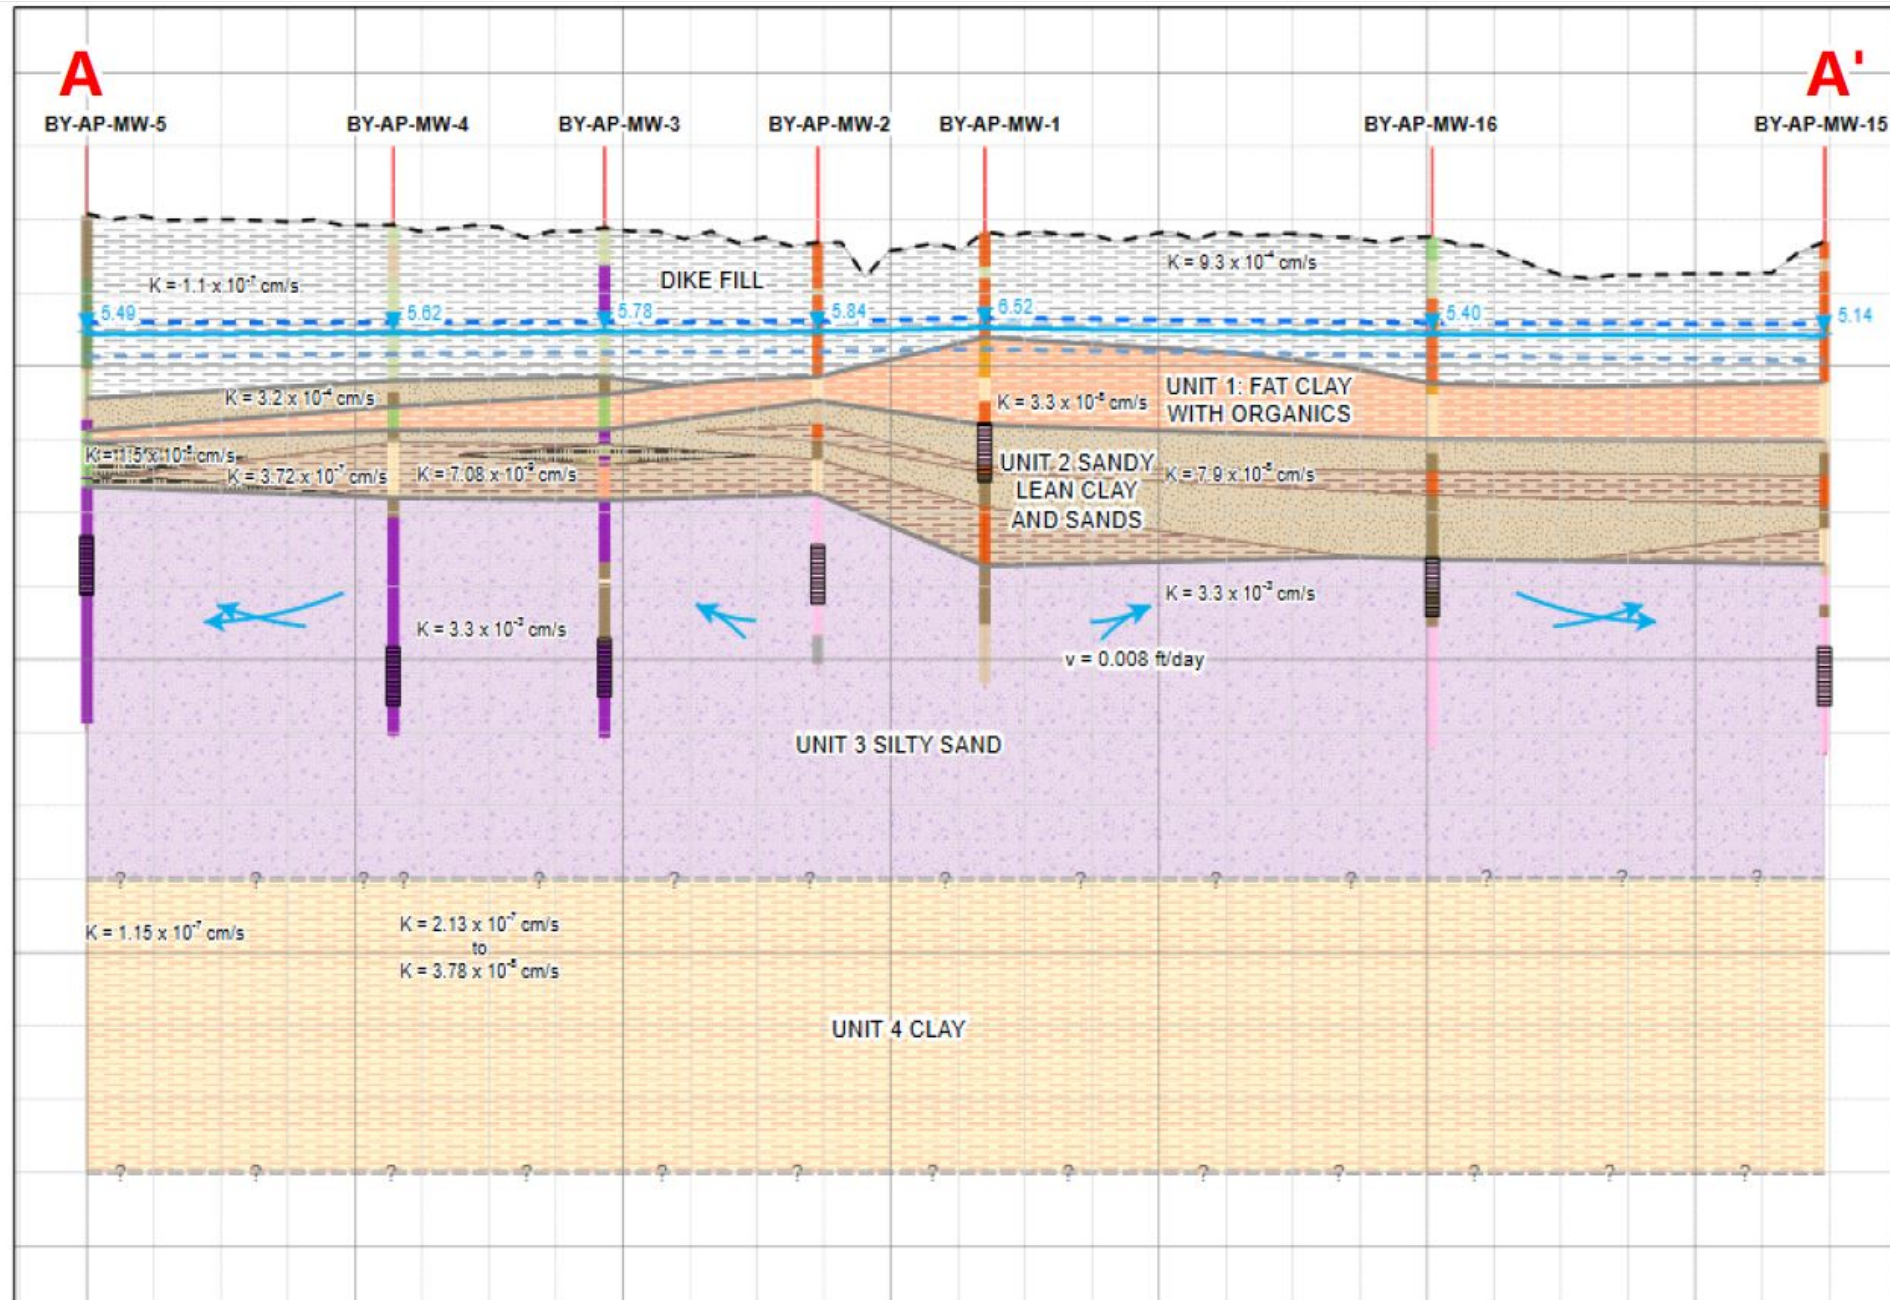 A A'
BY-AP-MW-5 BY-AP-MW-4 BY-AP-MW-3 BY-AP-MW-2 BY-AP-MW-1 BY-AP-MW-16 BY-AP-MW-15
K = 9.3 x 10⁻⁴ cm/s
DIKE FILL
K = 1.1 x 10⁻⁷ cm/s
5.49 5.62 5.78 5.84 6.52 5.40 5.14
UNIT 1: FAT CLAY
WITH ORGANICS
K = 3.2 x 10⁻⁴ cm/s
K = 3.3 x 10⁻⁸ cm/s
UNIT 2 SANDY
LEAN CLAY
AND SANDS
K = 3.72 x 10⁻⁷ cm/s
K = 7.08 x 10⁻⁹ cm/s
K = 7.9 x 10⁻⁸ cm/s
K = 3.3 x 10⁻³ cm/s
K = 3.3 x 10⁻³ cm/s
v = 0.008 ft/day
UNIT 3 SILTY SAND
? ? ? ? ? ? ? ? ? ? ? ? ? ?
K = 1.15 x 10⁻⁷ cm/s
K = 2.13 x 10⁻⁷ cm/s
to
K = 3.78 x 10⁻⁸ cm/s
UNIT 4 CLAY
? ? ? ? ? ? ? ? ? ? ? ? ?